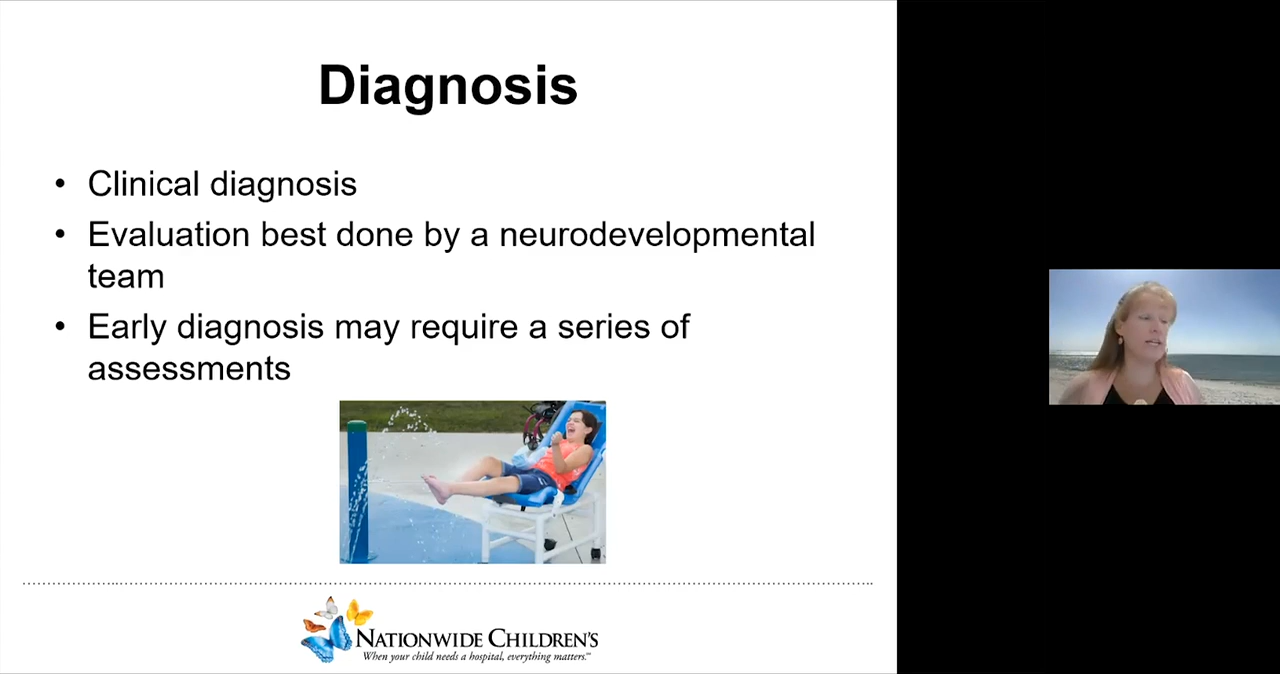 Diagnosis
• Clinical diagnosis
• Evaluation best done by a neurodevelopmental
team
• Early diagnosis may require a series of
assessments
NATIONWIDE CHILDREN'S
When your child needs a hospital, everything matters.℠